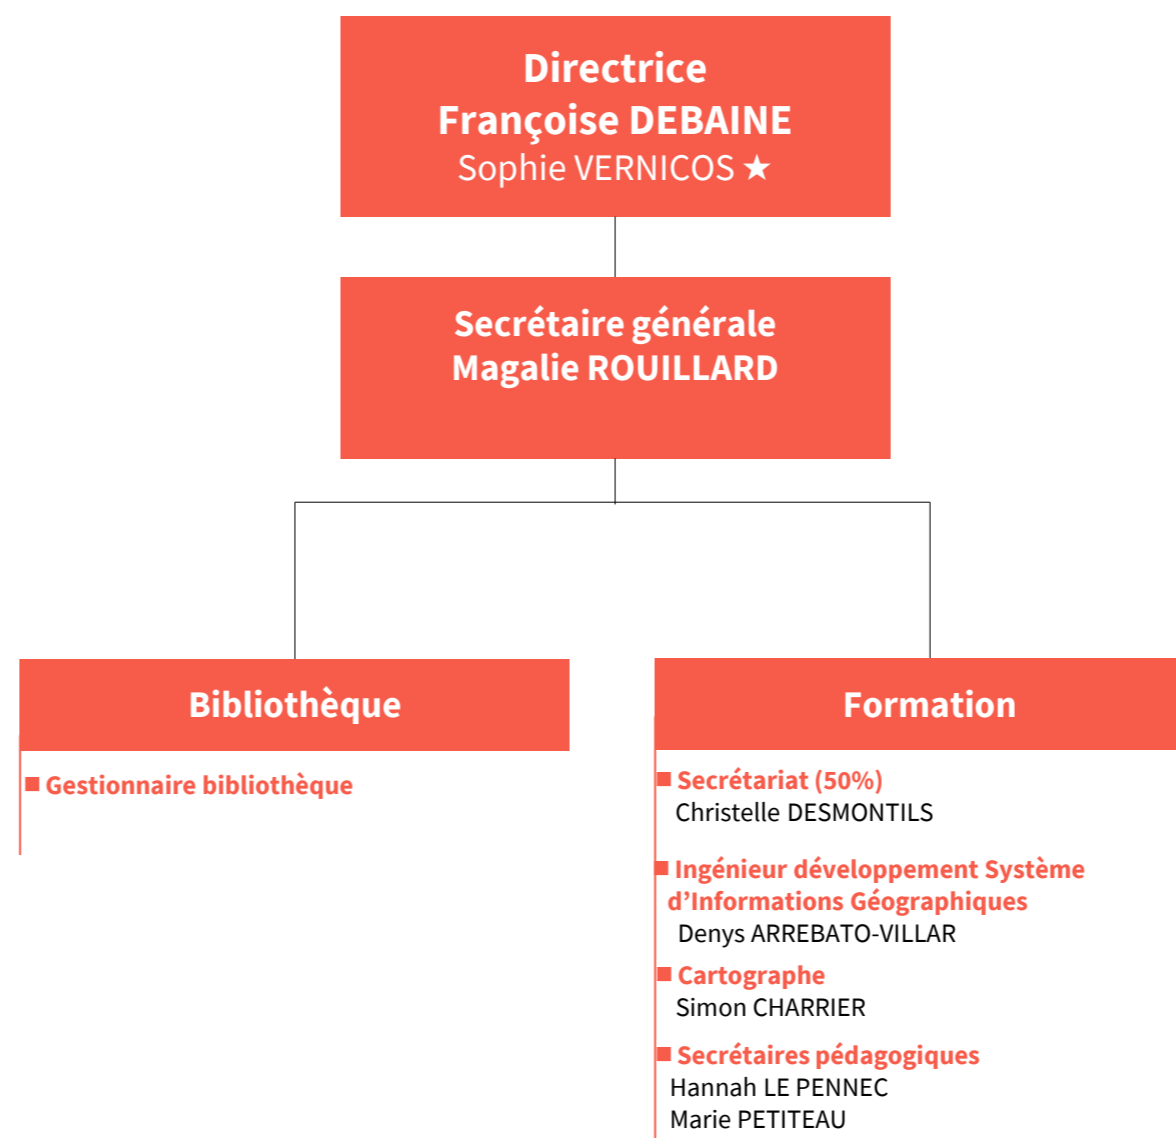 Directrice
Françoise DEBAINE
Sophie VERNICOS ★
Secrétaire générale
Magalie ROUILLARD
Bibliothèque
■ Gestionnaire bibliothèque
Formation
■ Secrétariat (50%)
Christelle DESMONTILS
■ Ingénieur développement Système
d’Informations Géographiques
Denys ARREBATO-VILLAR
■ Cartographe
Simon CHARRIER
■ Secrétaires pédagogiques
Hannah LE PENNEC
Marie PETITEAU